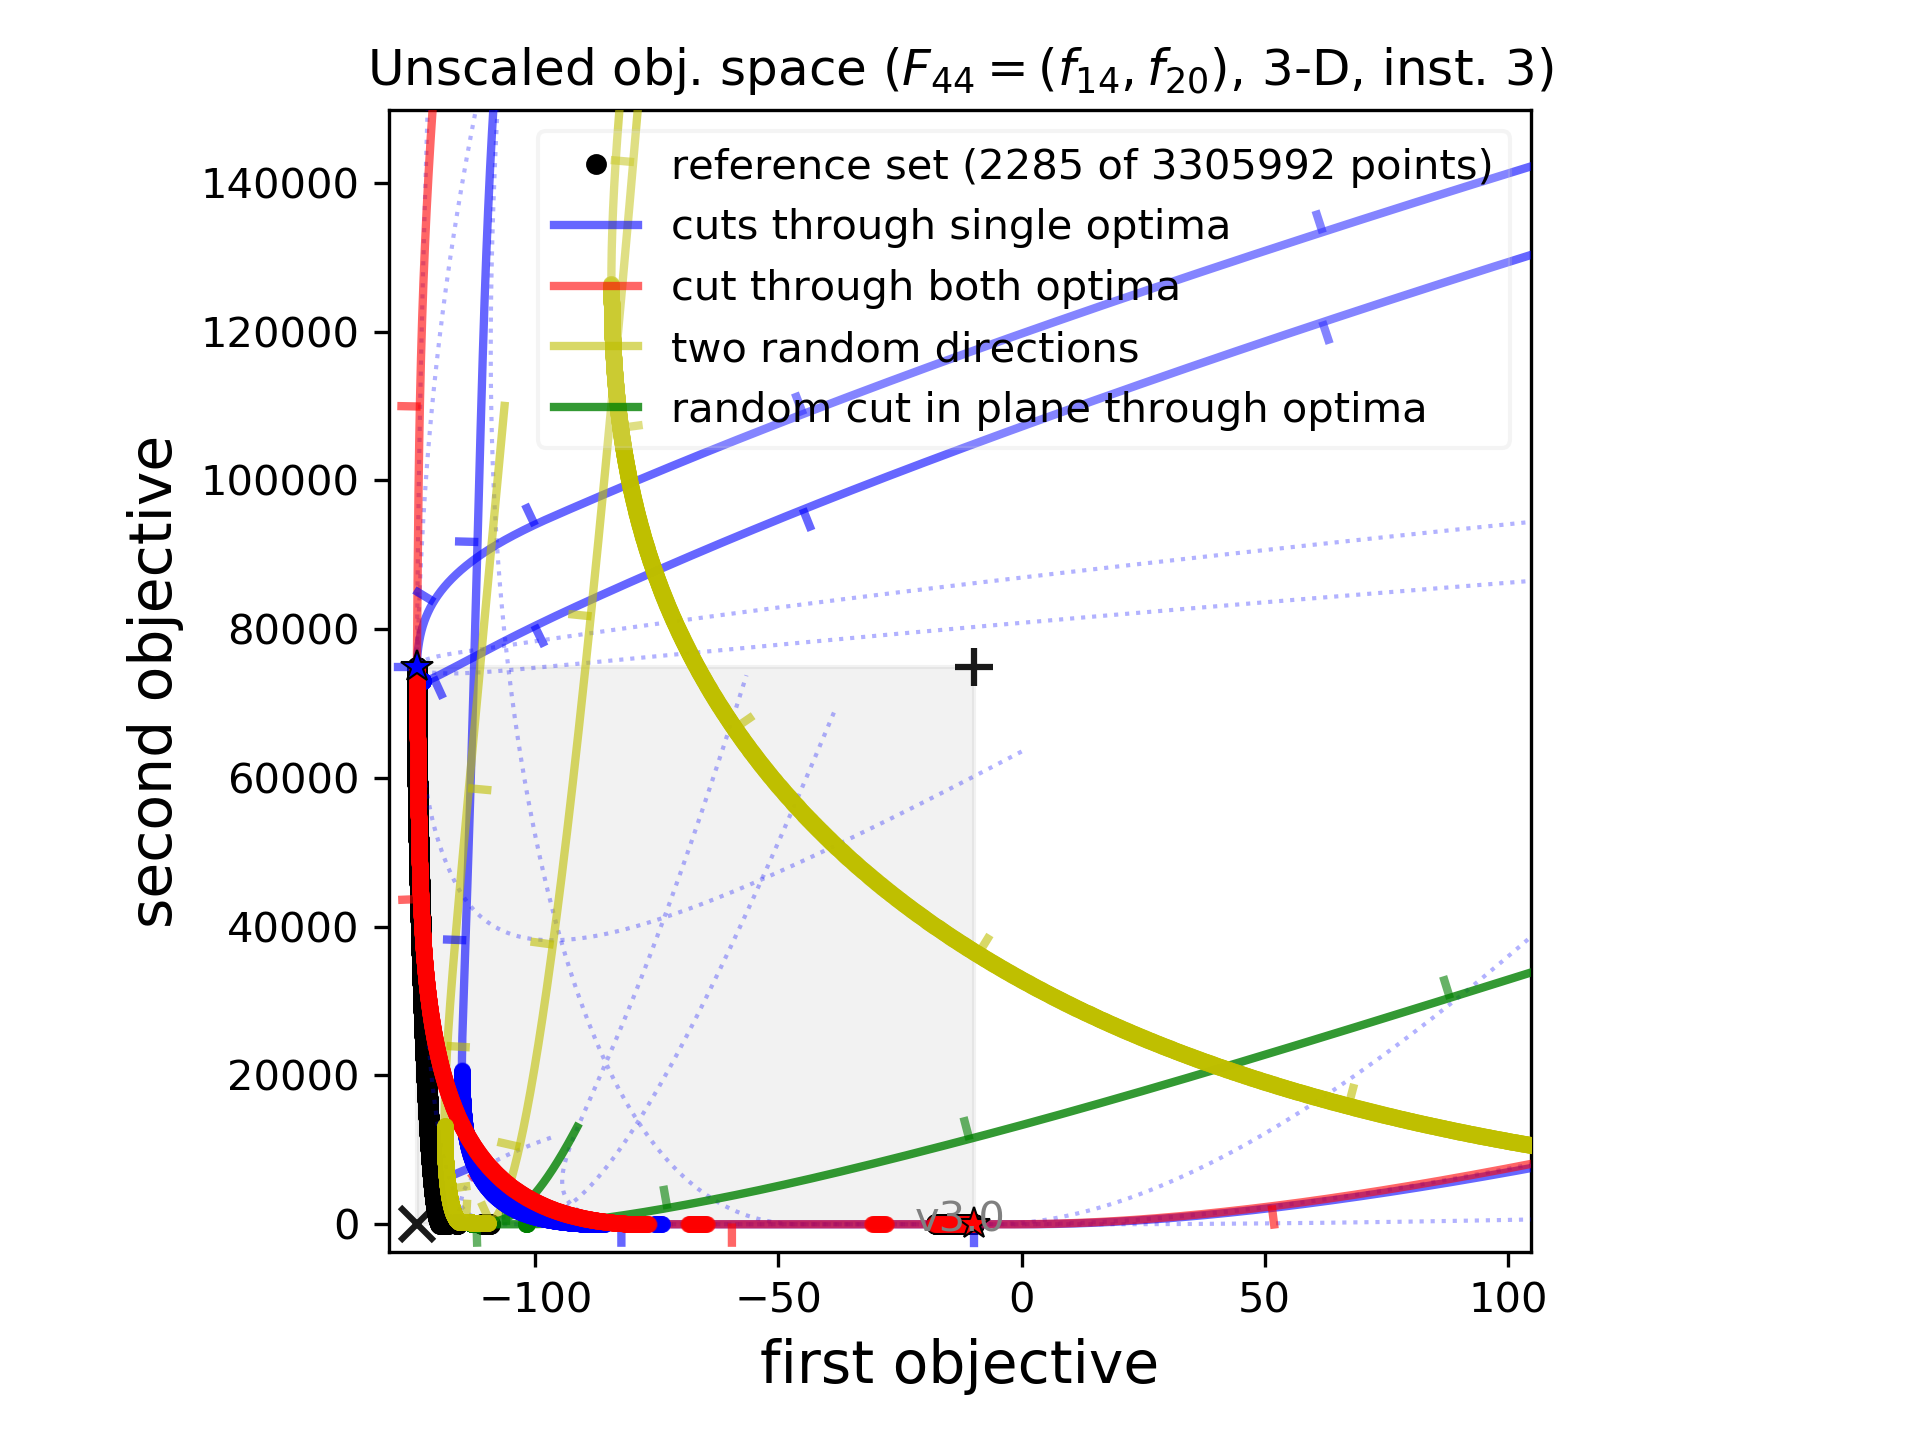 Unscaled obj. space (F44 = (f14, f20), 3-D, inst. 3)
reference set (2285 of 3305992 points)
cuts through single optima
cut through both optima
two random directions
random cut in plane through optima
140000
120000
100000
80000
60000
40000
20000
0
second objective
v3.0
−100
−50
0
50
100
first objective